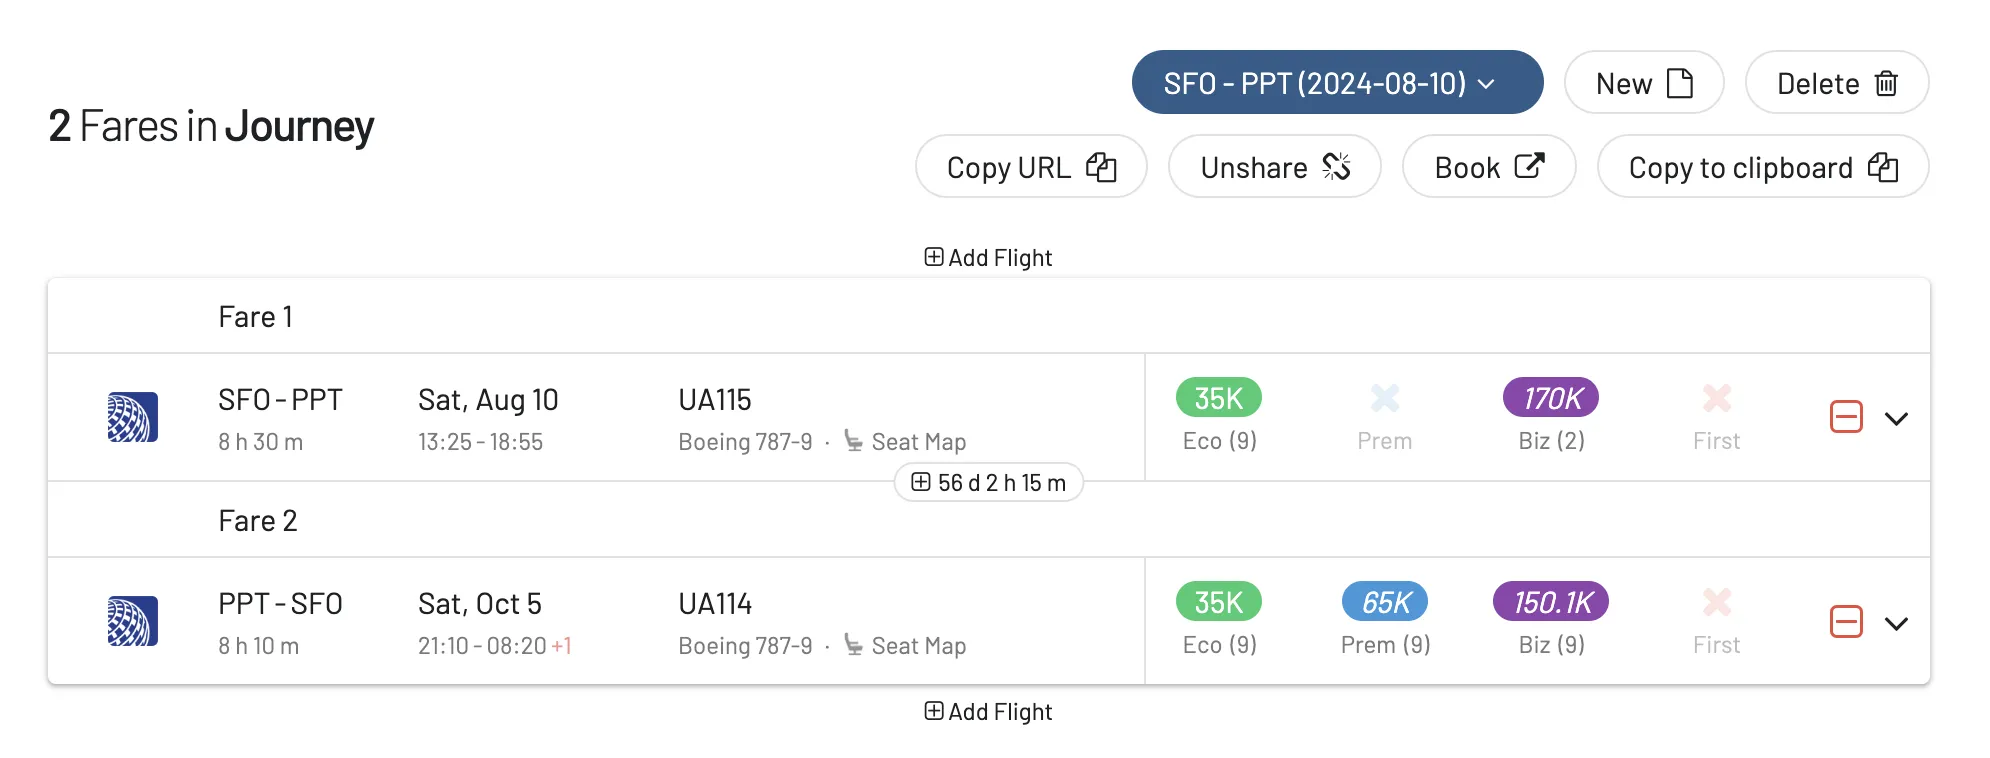 2 Fares in Journey
SFO - PPT (2024-08-10)
New
Delete
Copy URL
Unshare
Book
Copy to clipboard
Add Flight
Fare 1
SFO - PPT
8 h 30 m
Sat, Aug 10
13:25 - 18:55
UA115
Boeing 787-9 · Seat Map
35K
Eco (9)
Prem
170K
Biz (2)
First
56 d 2 h 15 m
Fare 2
PPT - SFO
8 h 10 m
Sat, Oct 5
21:10 - 08:20 +1
UA114
Boeing 787-9 · Seat Map
35K
Eco (9)
65K
Prem (9)
150.1K
Biz (9)
First
Add Flight